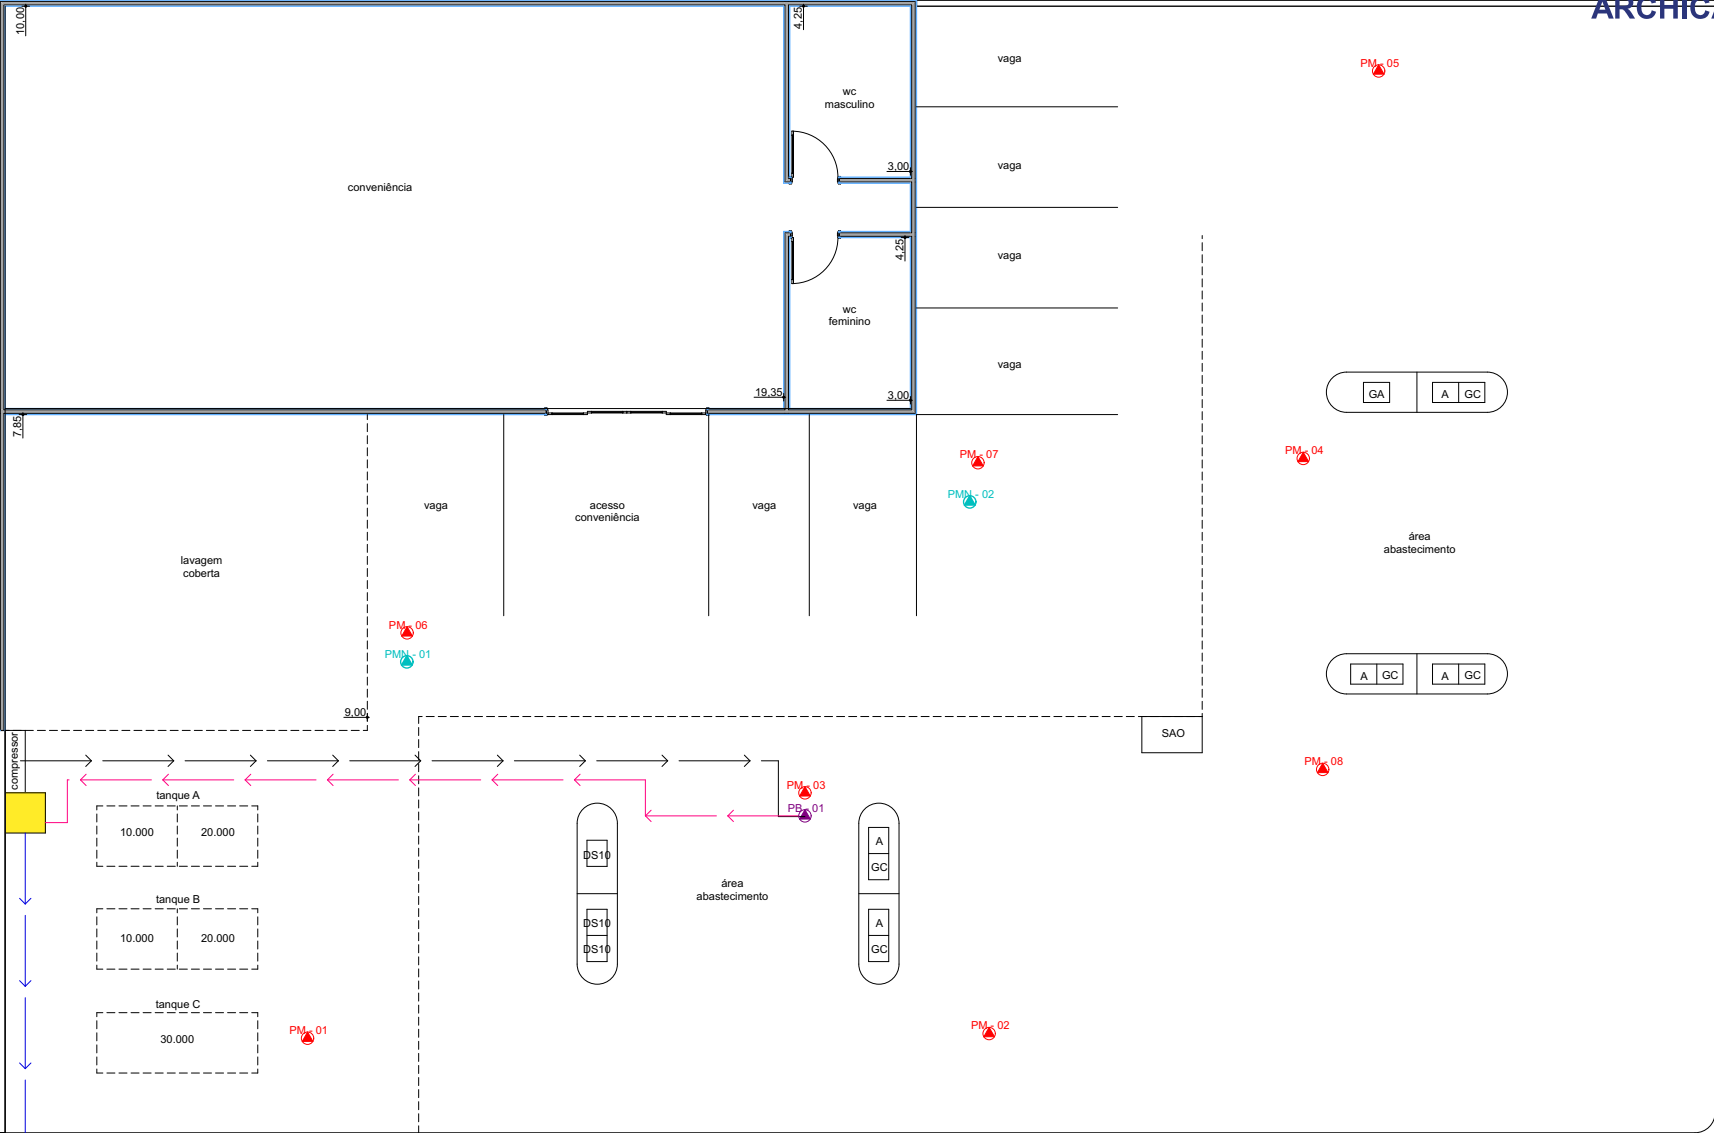 ARCHICA
10,00
4,25
vaga
PM - 05
wc
masculino
3,00
vaga
conveniência
4,25
vaga
wc
feminino
vaga
19,35
3,00
GA
A
GC
7,85
PM - 07
PM - 04
PMN - 02
vaga
acesso
conveniência
vaga
vaga
área
abastecimento
lavagem
coberta
PM - 06
PMN - 01
A
GC
A
GC
9,00
SAO
compressor
PM - 08
PM - 03
PB - 01
tanque A
10.000
20.000
DS10
A
GC
área
abastecimento
tanque B
10.000
20.000
DS10
DS10
A
GC
tanque C
30.000
PM - 01
PM - 02